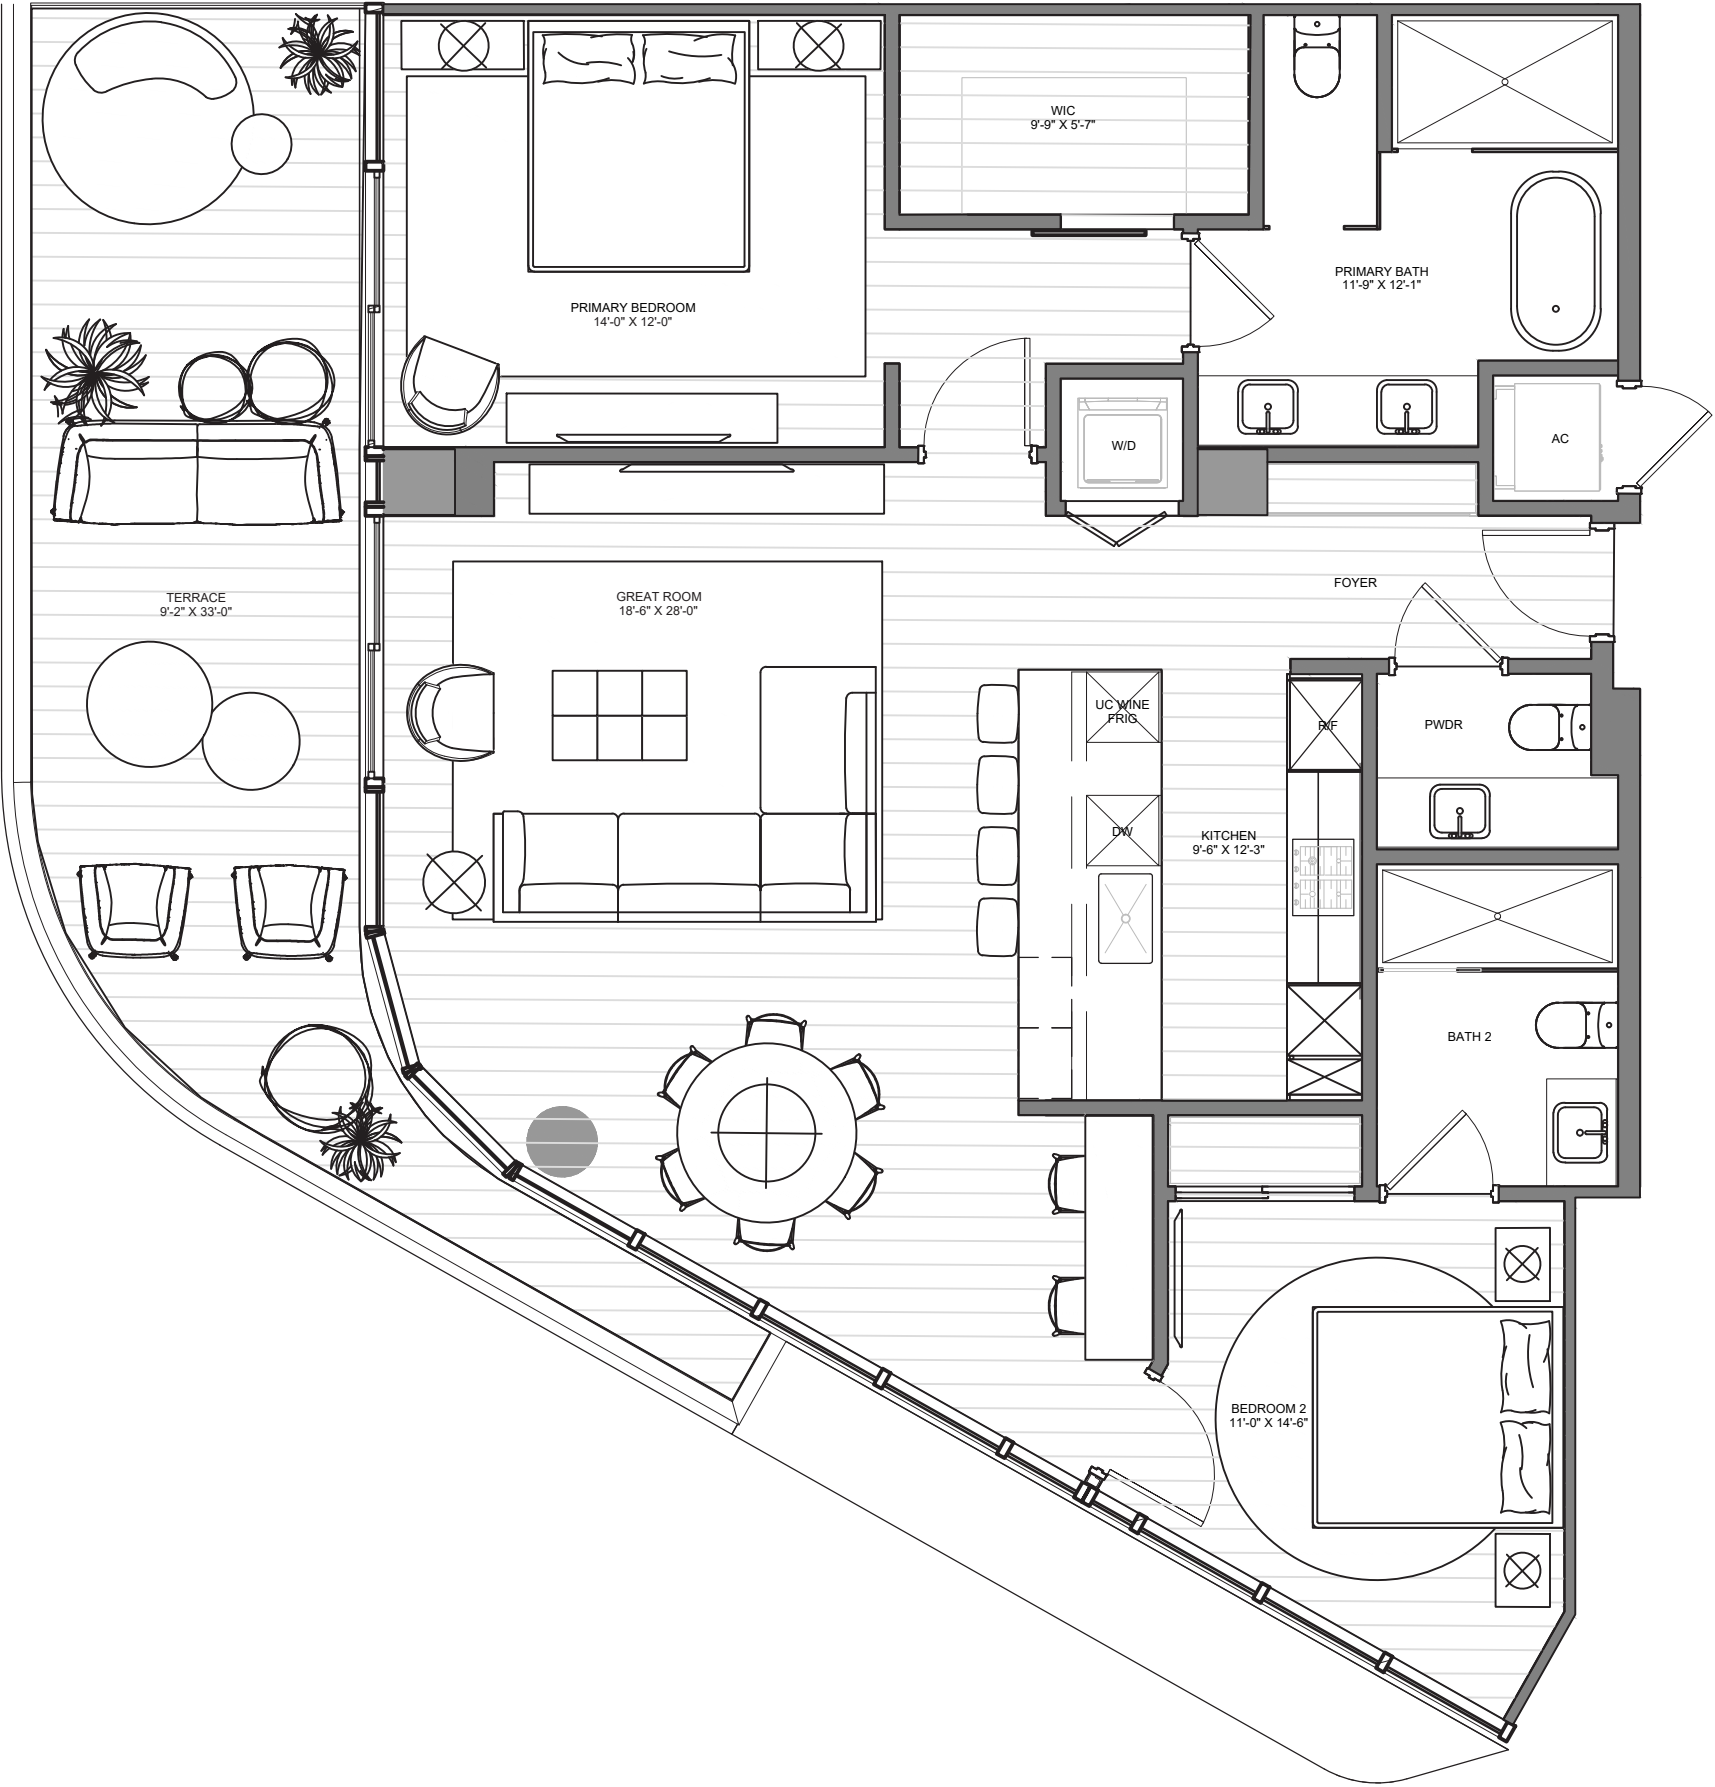 WIC
9'-9" X 5'-7"
PRIMARY BATH
11'-9" X 12'-1"
PRIMARY BEDROOM
14'-0" X 12'-0"
W/D
AC
FOYER
TERRACE
9'-2" X 33'-0"
GREAT ROOM
18'-6" X 28'-0"
UC WINE
FRIG
R/F
PWDR
DW
KITCHEN
9'-6" X 12'-3"
BATH 2
BEDROOM 2
11'-0" X 14'-6"